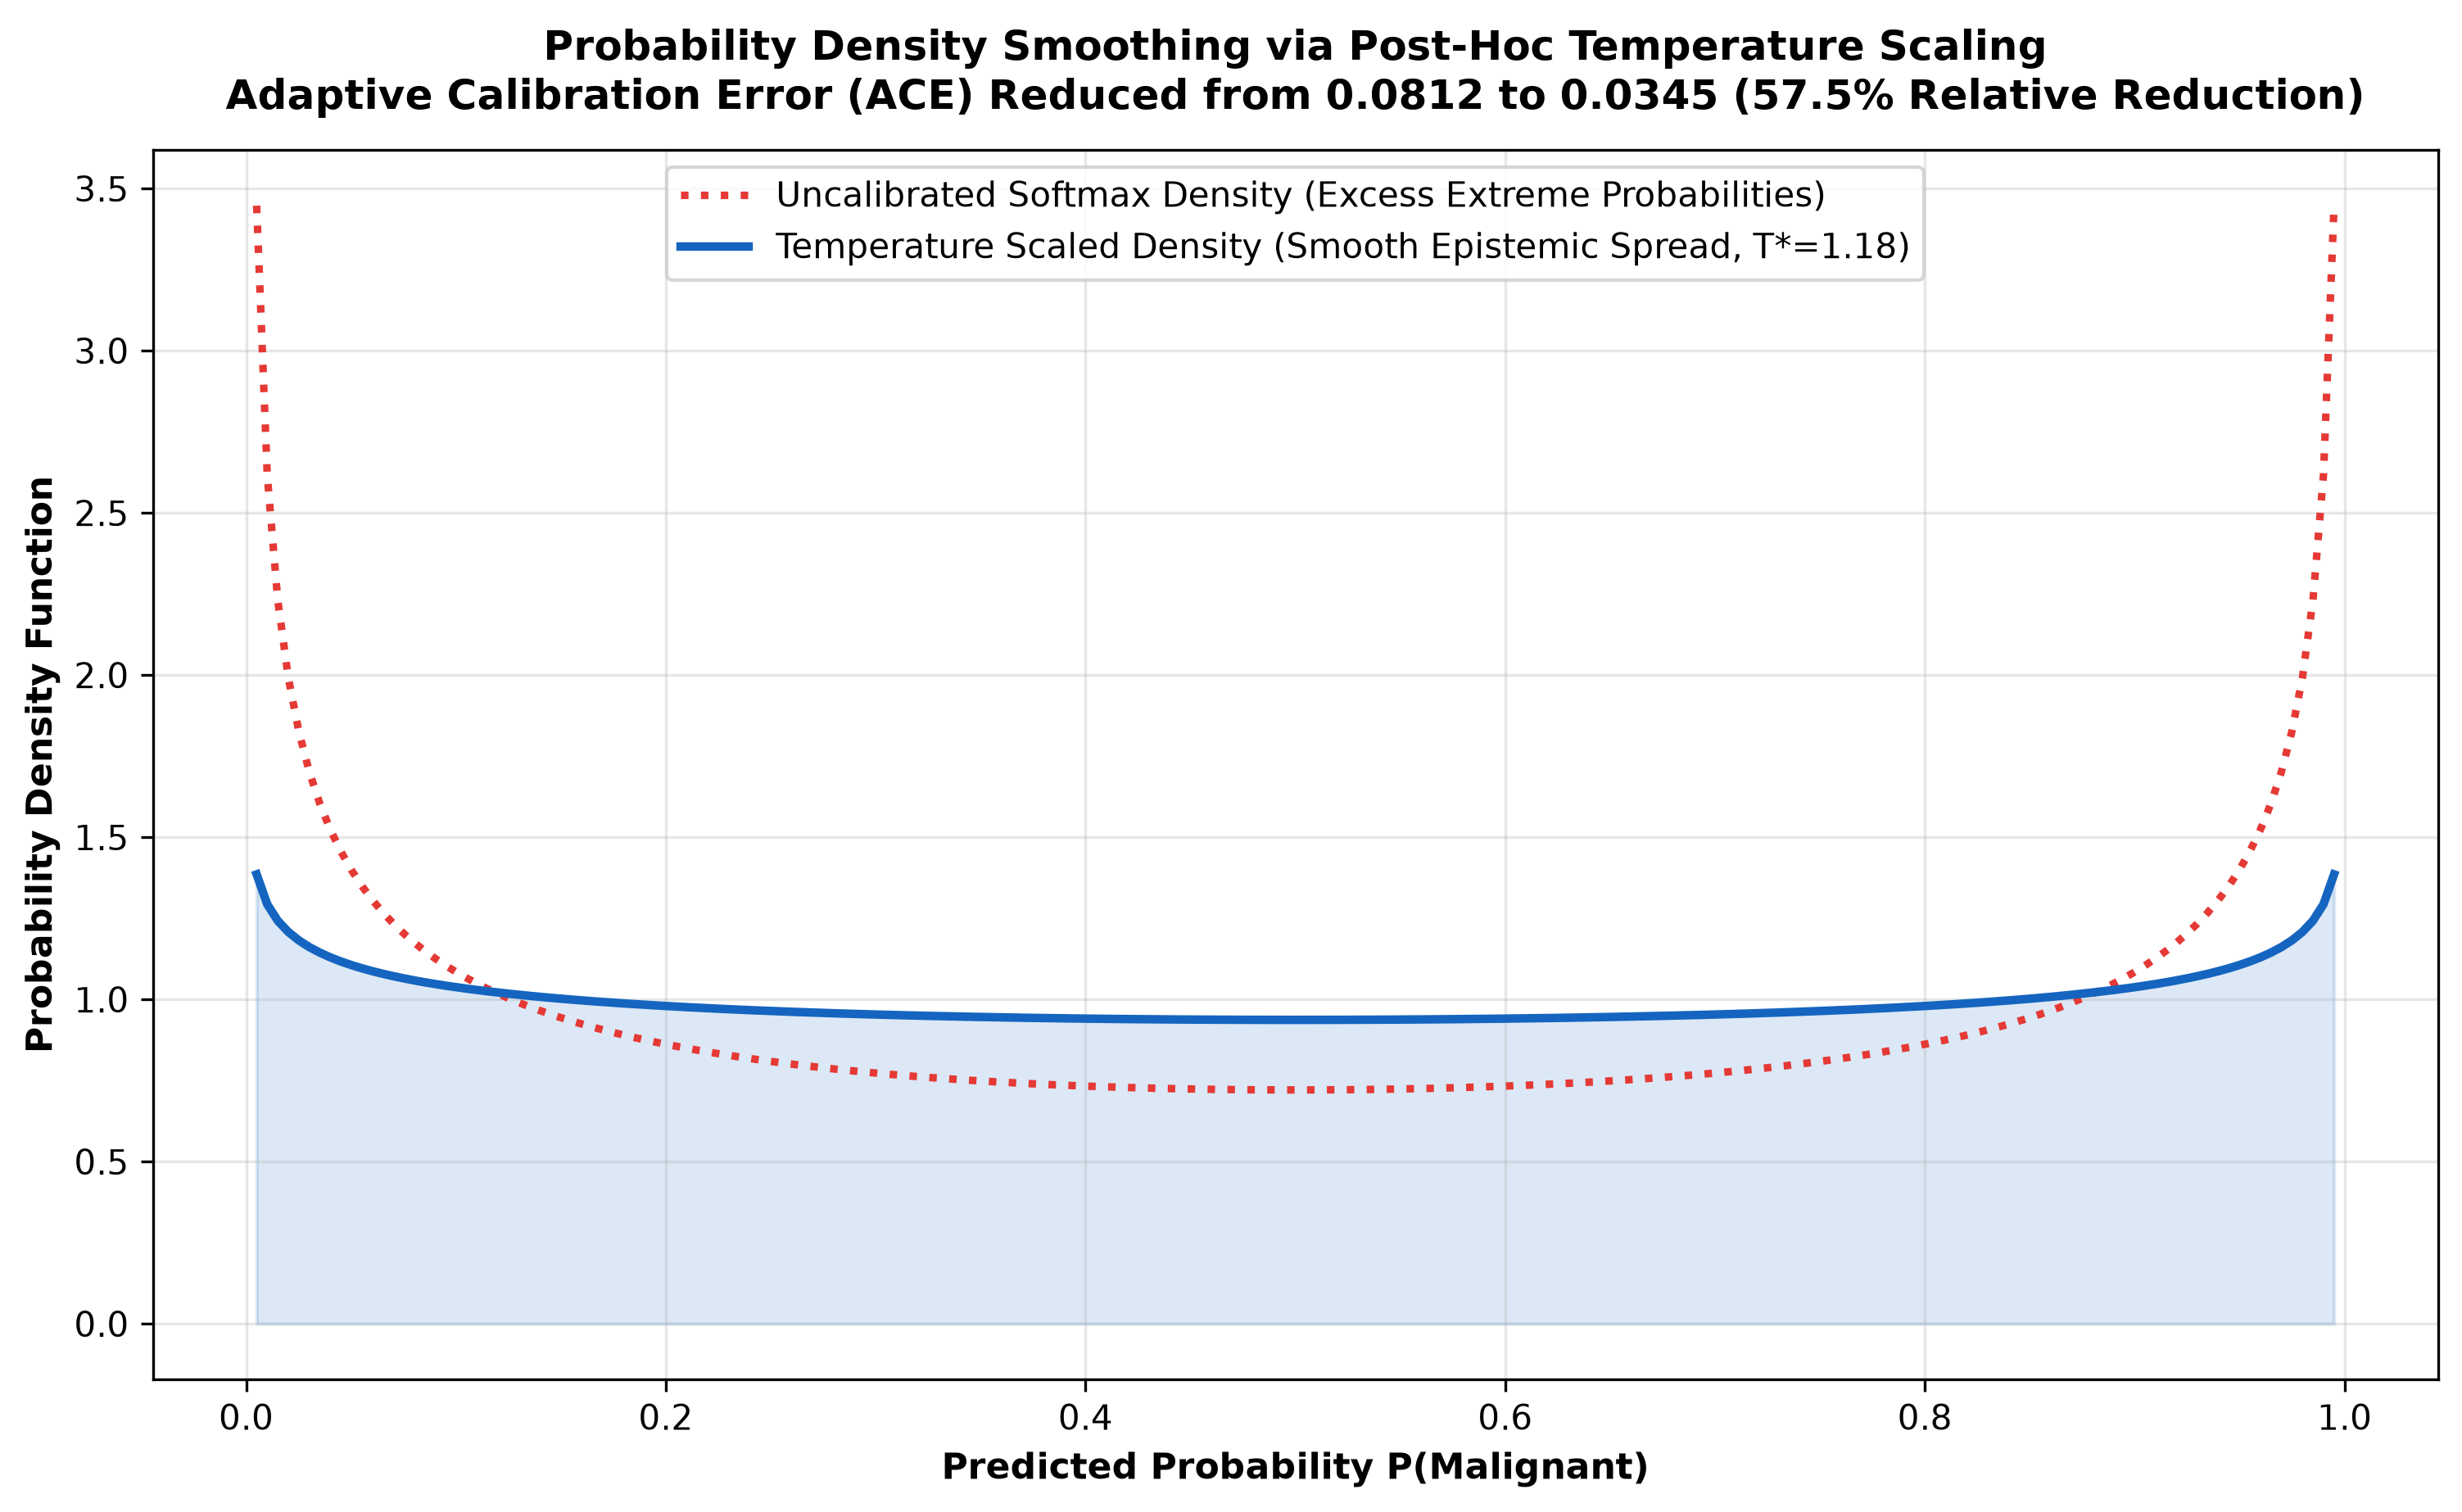 Probability Density Smoothing via Post-Hoc Temperature Scaling
Adaptive Calibration Error (ACE) Reduced from 0.0812 to 0.0345 (57.5% Relative Reduction)
Uncalibrated Softmax Density (Excess Extreme Probabilities)
Temperature Scaled Density (Smooth Epistemic Spread, T*=1.18)
Probability Density Function
3.5
3.0
2.5
2.0
1.5
1.0
0.5
0.0
0.0 0.2 0.4 0.6 0.8 1.0
Predicted Probability P(Malignant)